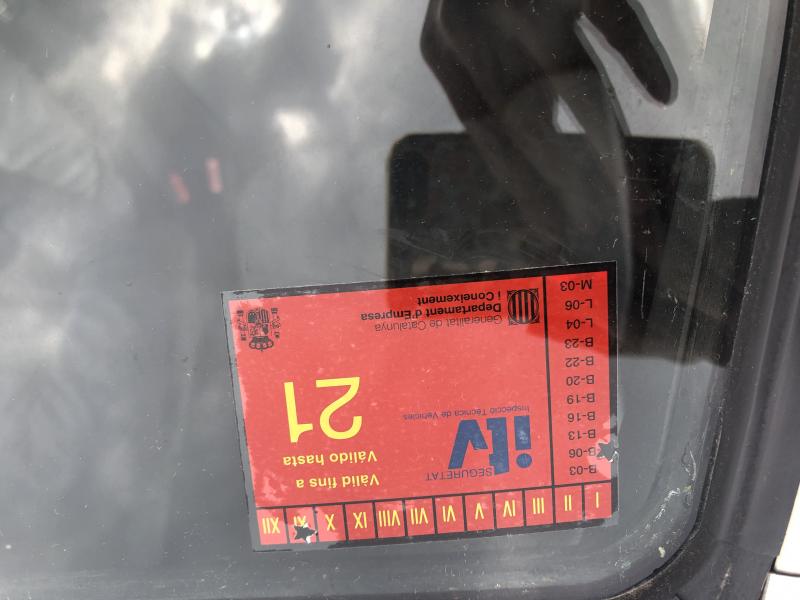 I II III IV V VI VII VIII IX X XI XII
B-03
B-06
B-13
B-16
B-19
B-20
B-22
B-23
L-04
L-06
M-03
SEGURETAT
itv
Inspecció Tècnica de Vehicles
Vàlid fins a
Válido hasta
21
Generalitat de Catalunya
Departament d'Empresa
i Coneixement